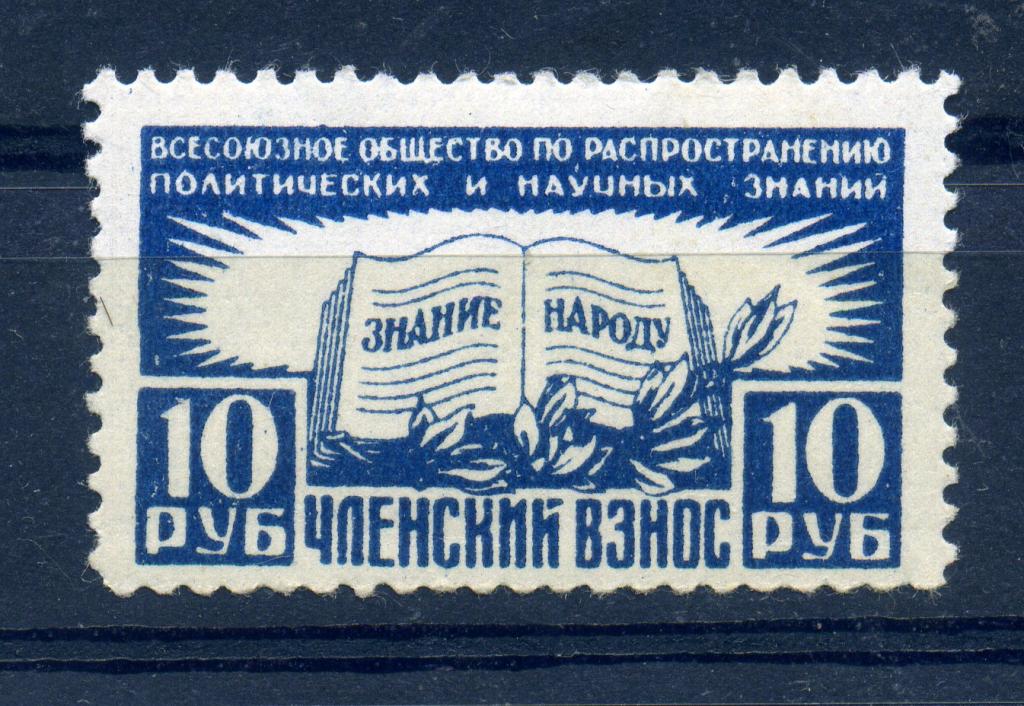 ВСЕСОЮЗНОЕ ОБЩЕСТВО ПО РАСПРОСТРАНЕНИЮ
ПОЛИТИЧЕСКИХ И НАУЧНЫХ ЗНАНИЙ
ЗНАНИЕ НАРОДУ
10 РУБ
ЧЛЕНСКИЙ ВЗНОС
10 РУБ